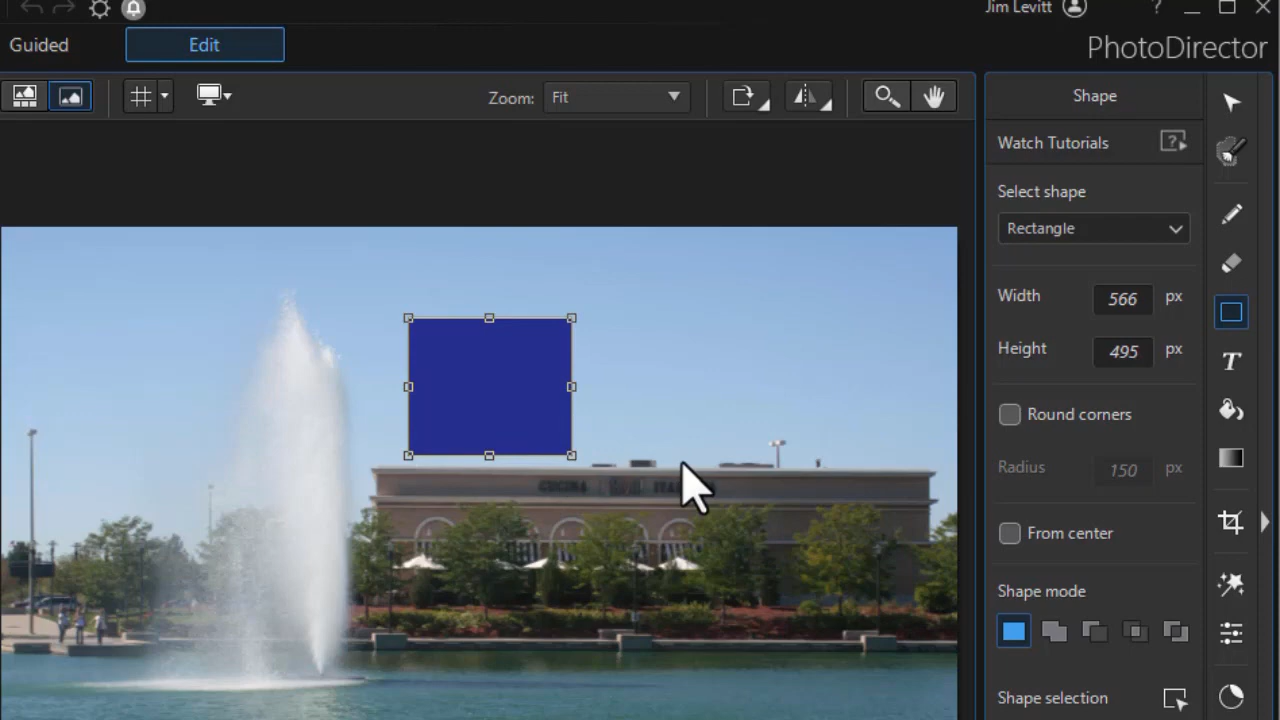 Jim Levitt ?
Guided Edit PhotoDirector
Zoom: Fit
Shape
Watch Tutorials ?
Select shape
Rectangle
Width 566 px
Height 495 px
Round corners
Radius 150 px
From center
Shape mode
Shape selection
T